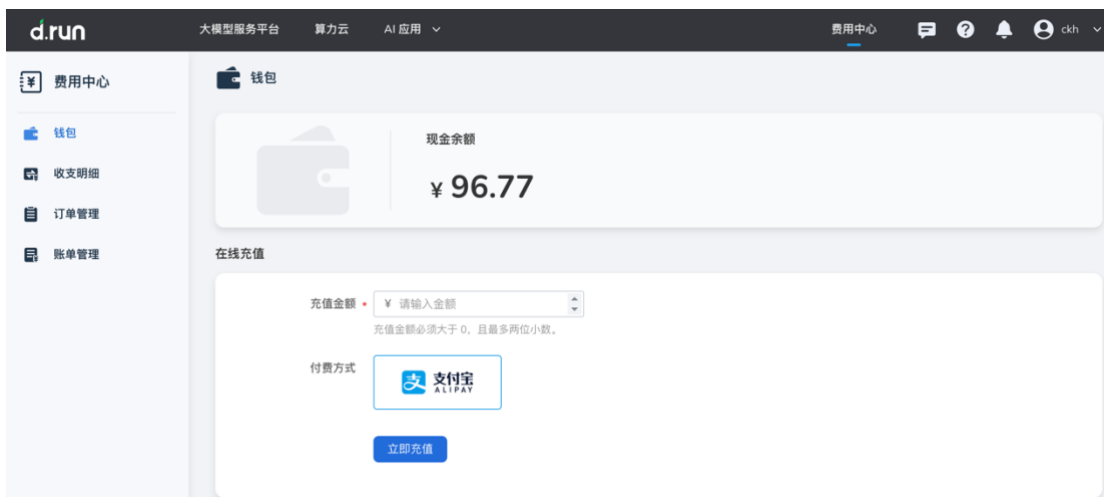 d.run 大模型服务平台 算力云 AI 应用 费用中心 ckh
费用中心
钱包
收支明细
订单管理
账单管理
钱包
现金余额
¥ 96.77
在线充值
充值金额 • ¥ 请输入金额
充值金额必须大于 0，且最多两位小数。
付费方式
支 支付宝
ALIPAY
立即充值